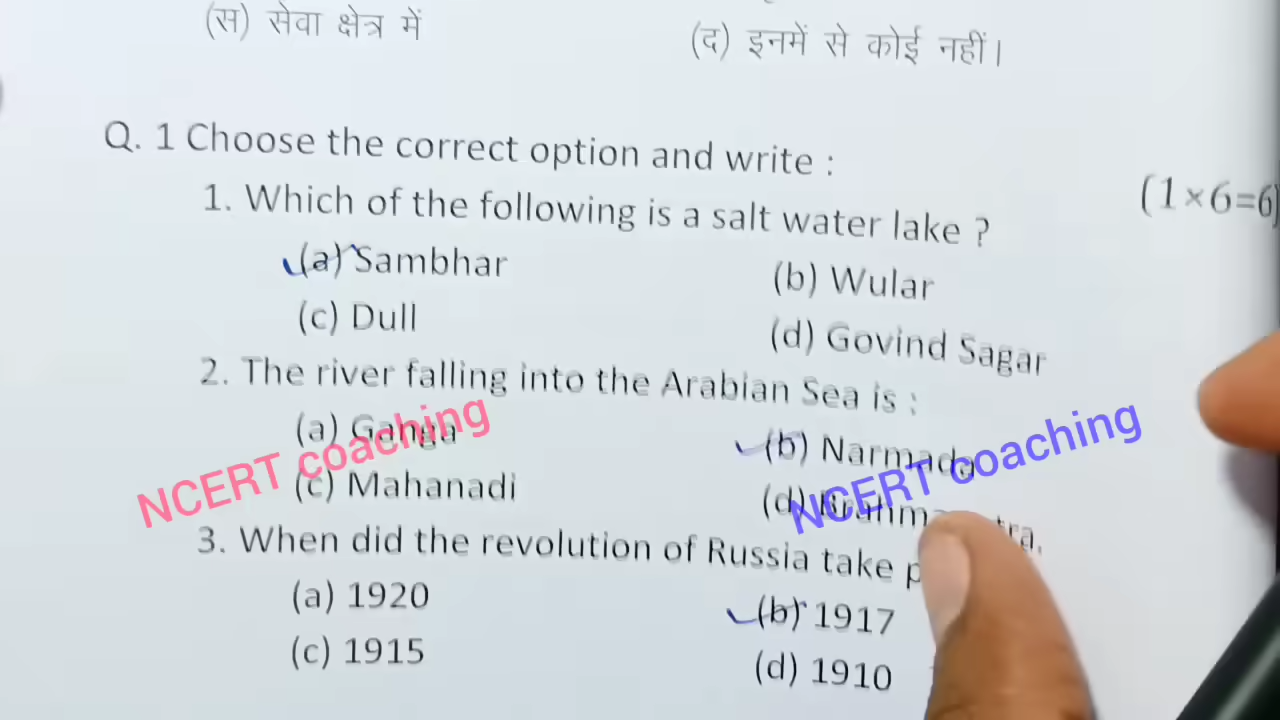 (स) सेवा क्षेत्र में
(द) इनमें से कोई नहीं।
Q. 1 Choose the correct option and write :
(1×6=6)
1. Which of the following is a salt water lake ?
(a) Sambhar
(b) Wular
(c) Dull
(d) Govind Sagar
2. The river falling into the Arabian Sea is :
(a) Ganga
(b) Narmada
(c) Mahanadi
(d)
3. When did the revolution of Russia take
(a) 1920
(b) 1917
(c) 1915
(d) 1910
NCERT coaching
NCERT coaching